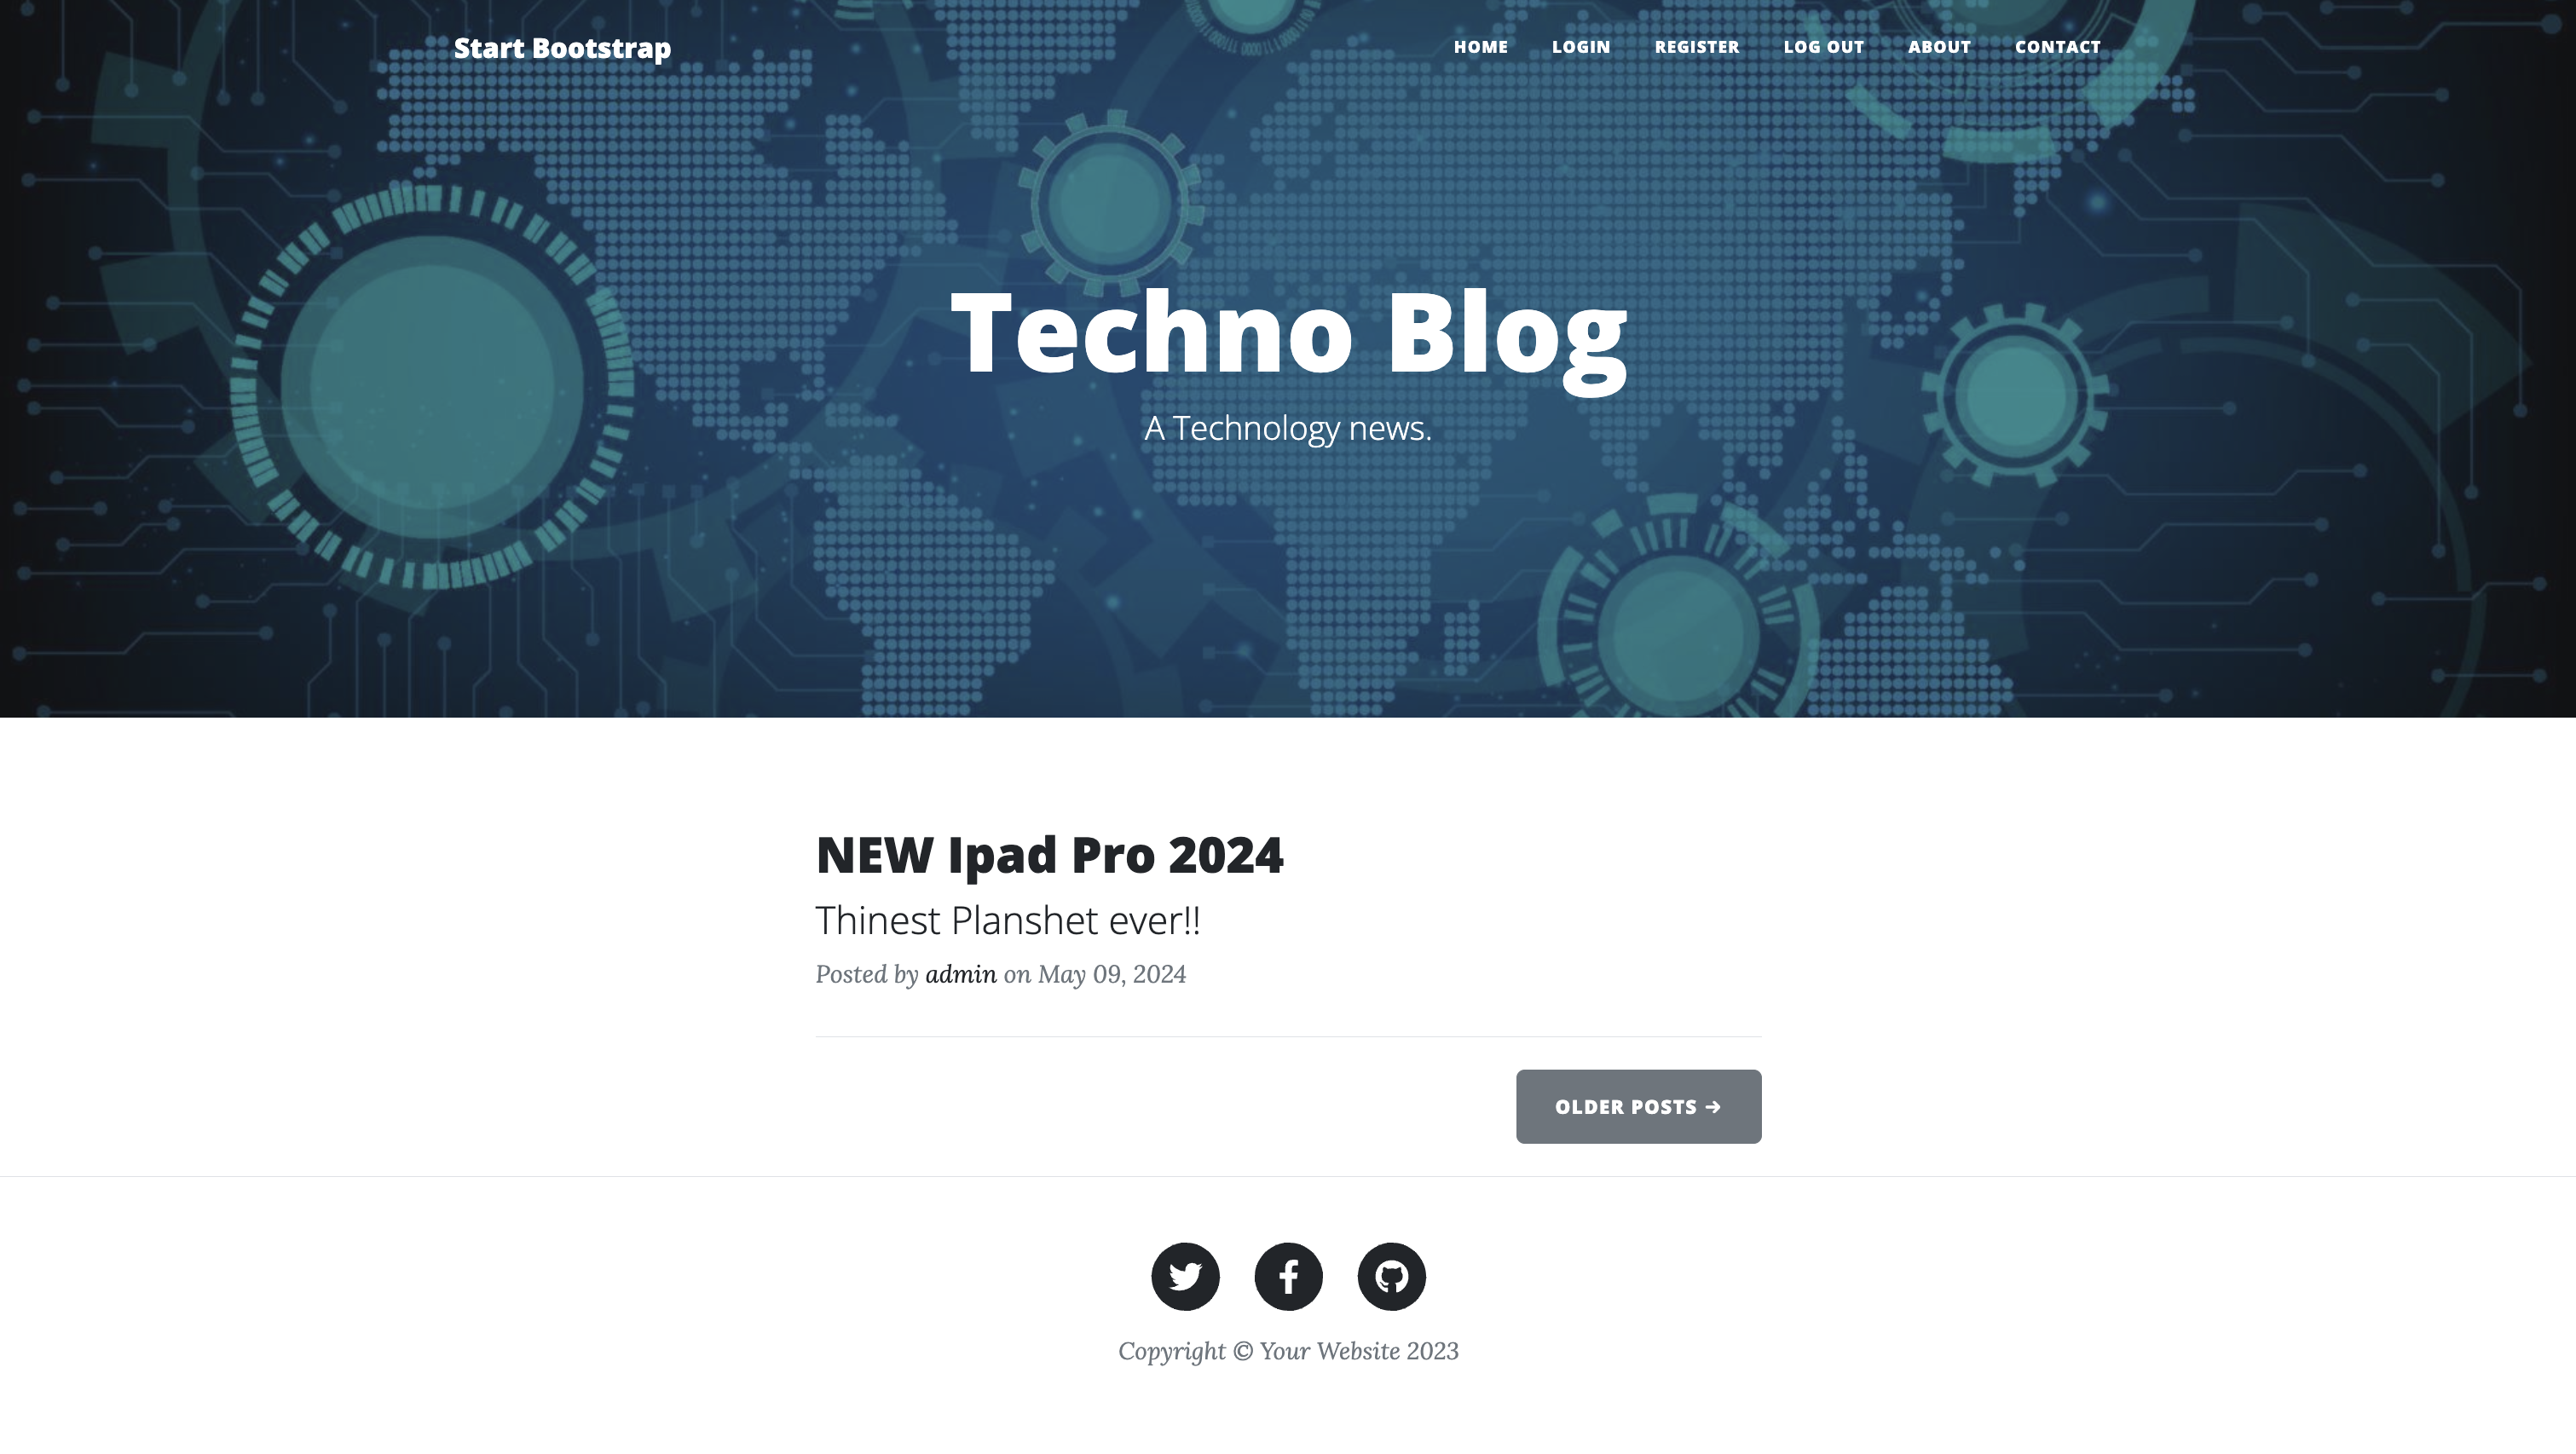 Start Bootstrap
HOME LOGIN REGISTER LOG OUT ABOUT CONTACT
Techno Blog
A Technology news.
NEW Ipad Pro 2024
Thinest Planshet ever!!
Posted by admin on May 09, 2024
OLDER POSTS →
Copyright © Your Website 2023